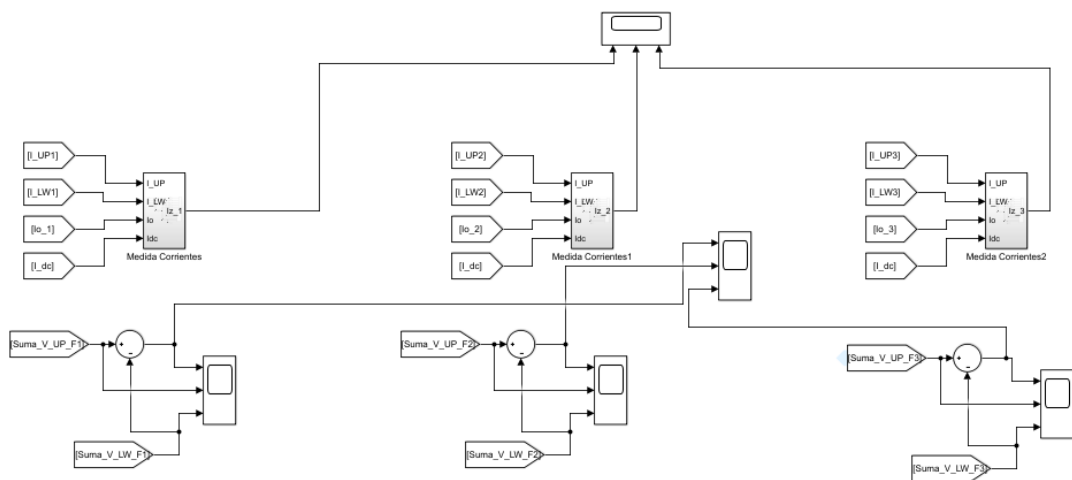 [I_UP1]
[I_LW1]
[Io_1]
[I_dc]
I_UP
I_LW
Iz_1
Io
Idc
Medida Corrientes
[I_UP2]
[I_LW2]
[Io_2]
[I_dc]
I_UP
I_LW
Iz_2
Io
Idc
Medida Corrientes1
[I_UP3]
[I_LW3]
[Io_3]
[I_dc]
I_UP
I_LW
Iz_3
Io
Idc
Medida Corrientes2
[Suma_V_UP_F1]
[Suma_V_LW_F1]
[Suma_V_UP_F2]
[Suma_V_LW_F2]
[Suma_V_UP_F3]
[Suma_V_LW_F3]